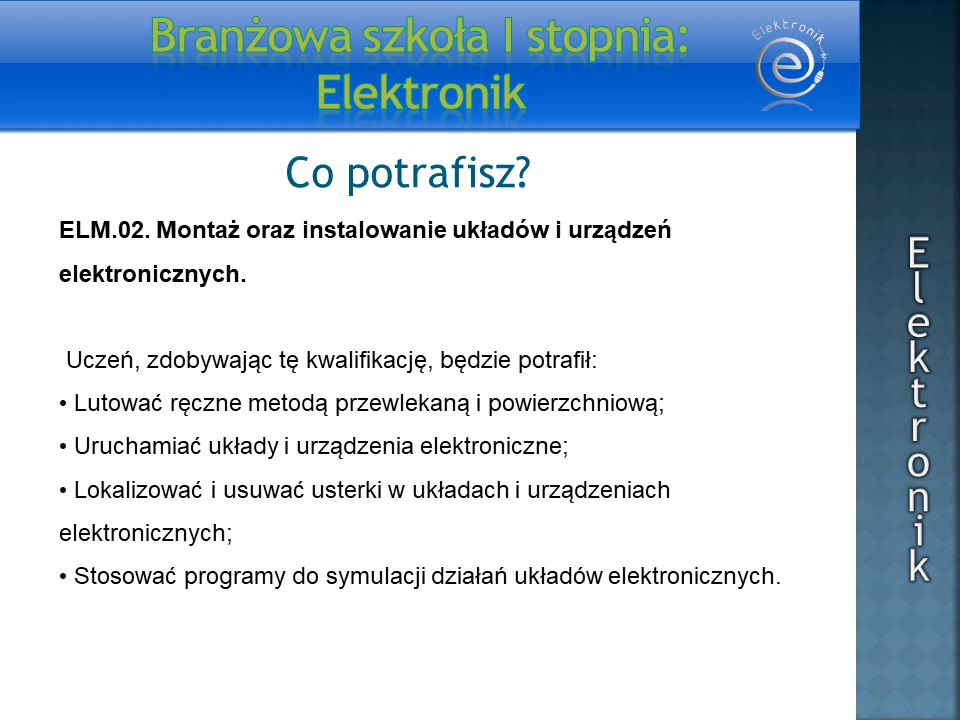 Branżowa szkoła I stopnia:
Elektronik
Elektronik
e
Co potrafisz?
ELM.02. Montaż oraz instalowanie układów i urządzeń
elektronicznych.
Uczeń, zdobywając tę kwalifikację, będzie potrafił:
• Lutować ręczne metodą przewlekaną i powierzchniową;
• Uruchamiać układy i urządzenia elektroniczne;
• Lokalizować i usuwać usterki w układach i urządzeniach
elektronicznych;
• Stosować programy do symulacji działań układów elektronicznych.
Elektronik